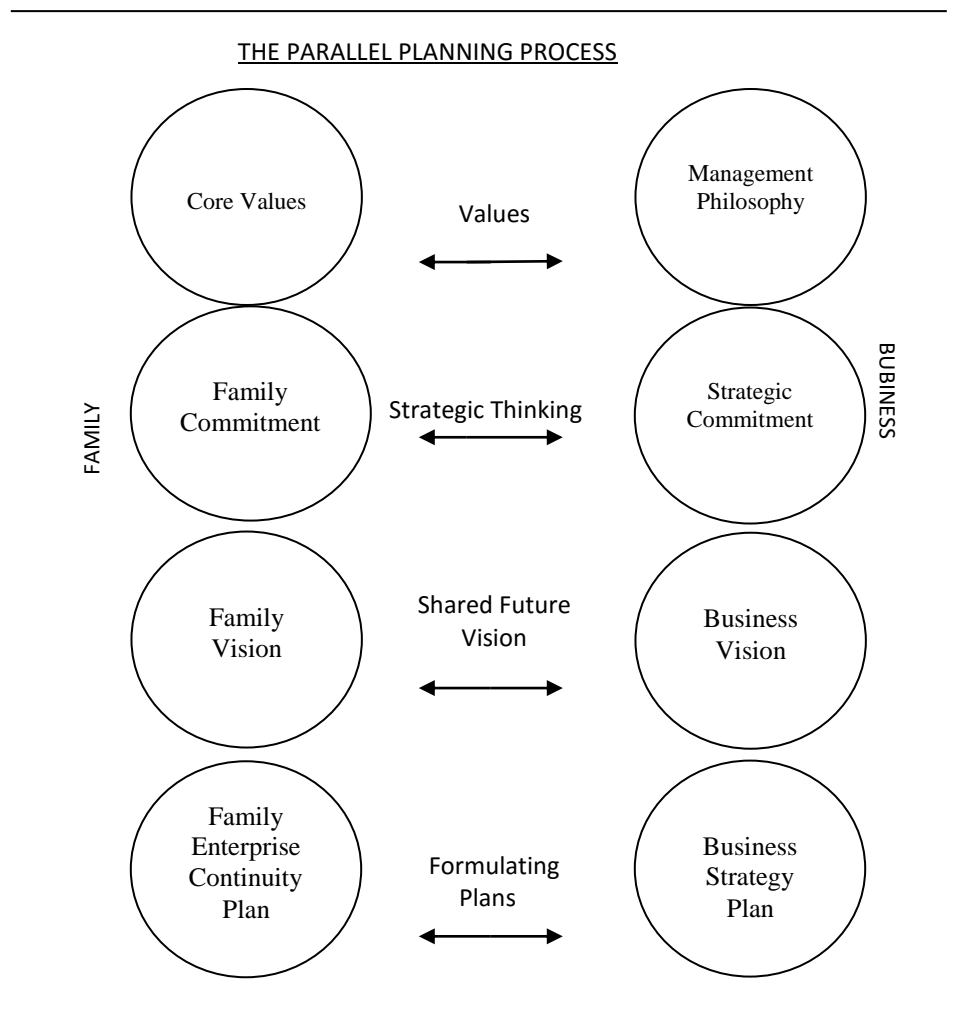 THE PARALLEL PLANNING PROCESS
Core Values
Values
Management
Philosophy
FAMILY
Family
Commitment
Strategic Thinking
Strategic
Commitment
BUBINESS
Family
Vision
Shared Future
Vision
Business
Vision
Family
Enterprise
Continuity
Plan
Formulating
Plans
Business
Strategy
Plan